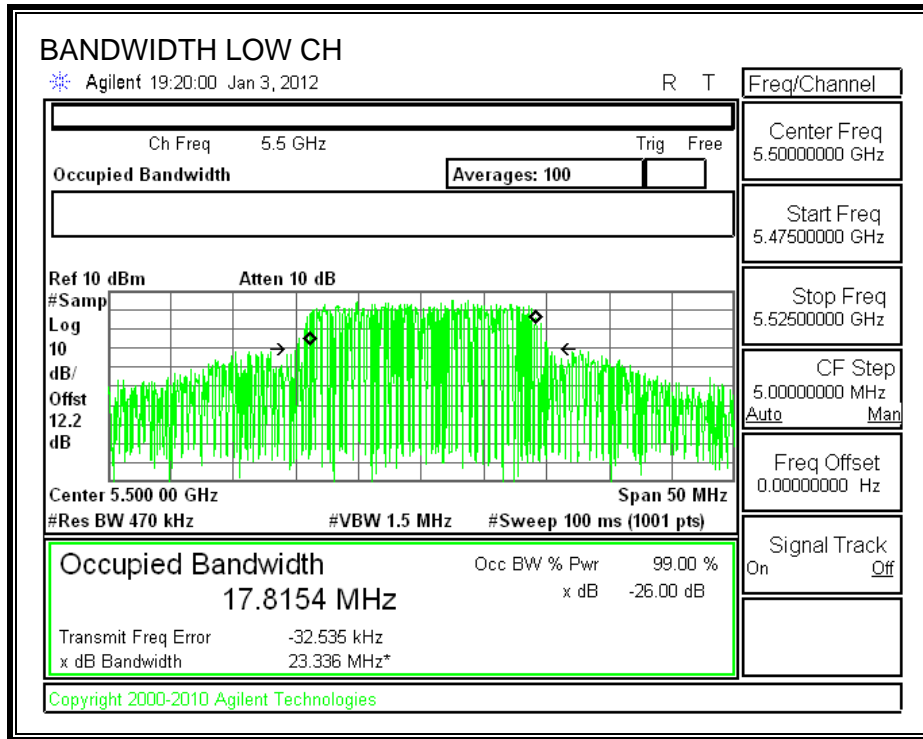 BANDWIDTH LOW CH
Agilent 19:20:00 Jan 3, 2012 R T
Ch Freq 5.5 GHz Trig Free
Occupied Bandwidth Averages: 100
Ref 10 dBm Atten 10 dB
#Samp
Log
10
dB/
Offst
12.2
dB
Center 5.500 00 GHz Span 50 MHz
#Res BW 470 kHz #VBW 1.5 MHz #Sweep 100 ms (1001 pts)
Occupied Bandwidth Occ BW % Pwr 99.00 %
17.8154 MHz x dB -26.00 dB
Transmit Freq Error -32.535 kHz
x dB Bandwidth 23.336 MHz*
Copyright 2000-2010 Agilent Technologies
Freq/Channel
Center Freq
5.50000000 GHz
Start Freq
5.47500000 GHz
Stop Freq
5.52500000 GHz
CF Step
5.00000000 MHz
Auto Man
Freq Offset
0.00000000 Hz
Signal Track
On Off